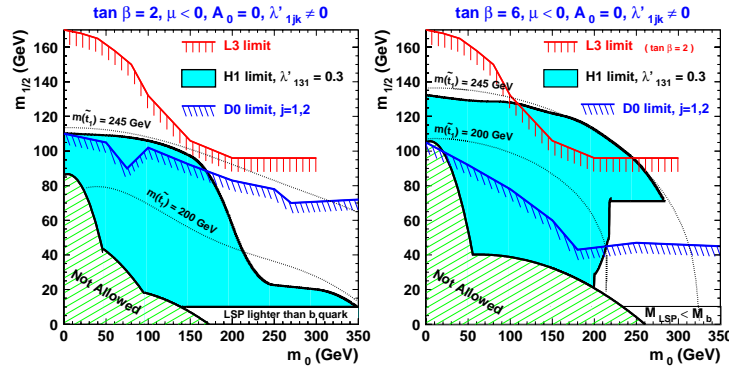 tan β = 2, μ < 0, A₀ = 0, λ'₁ⱼₖ ≠ 0
m₁/₂ (GeV)
160
140
120
100
80
60
40
20
0
L3 limit
H1 limit, λ'₁₃₁ = 0.3
D0 limit, j=1,2
m(t̃₁) = 245 GeV
m(t̃₁) = 200 GeV
Not Allowed
LSP lighter than b quark
0 50 100 150 200 250 300 350
m₀ (GeV)
tan β = 6, μ < 0, A₀ = 0, λ'₁ⱼₖ ≠ 0
m₁/₂ (GeV)
160
140
120
100
80
60
40
20
0
L3 limit ( tan β = 2 )
H1 limit, λ'₁₃₁ = 0.3
D0 limit, j=1,2
m(t̃₁) = 245 GeV
m(t̃₁) = 200 GeV
Not Allowed
M_LSP < M_b
0 50 100 150 200 250 300 350
m₀ (GeV)